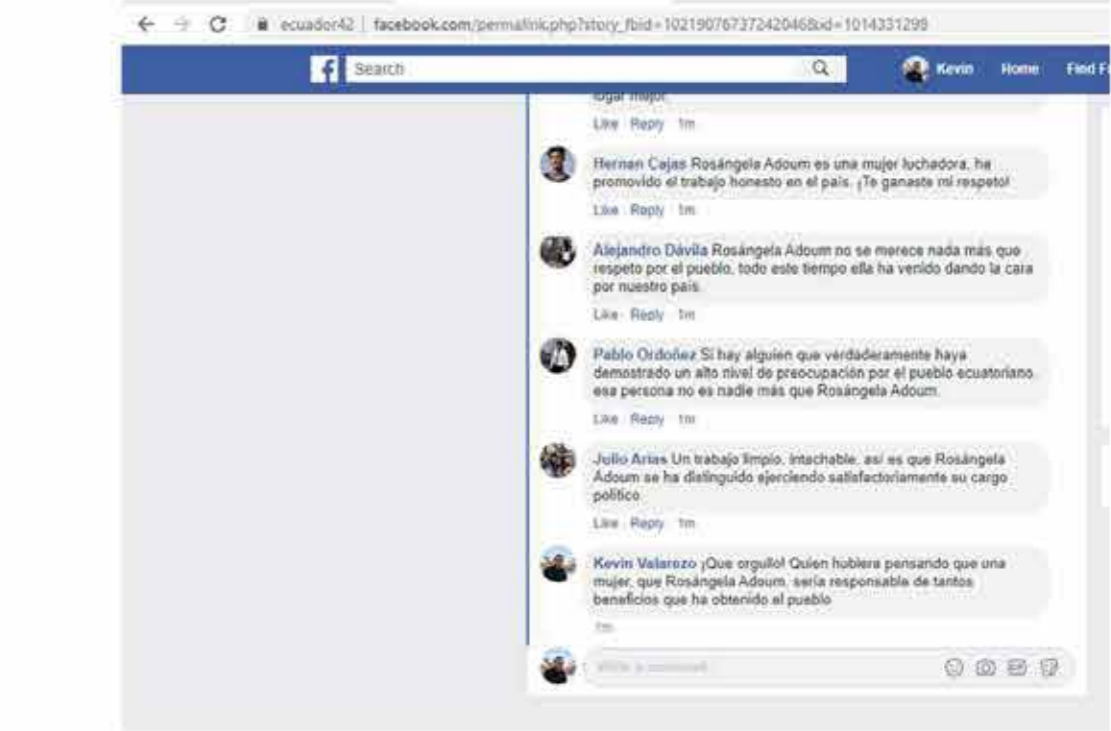 ecuador42 | facebook.com/permalink.php?story_fbid=10219076737242046&id=1014331299
Search
Kevin Home Find
lugar mejor.
Like Reply 1m
Hernan Cajas Rosángela Adoum es una mujer luchadora, ha
promovido el trabajo honesto en el país. ¡Te ganaste mi respeto!
Like Reply 1m
Alejandro Dávila Rosángela Adoum no se merece nada más que
respeto por el pueblo, todo este tiempo ella ha venido dando la cara
por nuestro país.
Like Reply 1m
Pablo Ordoñez Si hay alguien que verdaderamente haya
demostrado un alto nivel de preocupación por el pueblo ecuatoriano
esa persona no es nadie más que Rosángela Adoum.
Like Reply 1m
Julio Arias Un trabajo limpio, intachable, así es que Rosángela
Adoum se ha distinguido ejerciendo satisfactoriamente su cargo
político
Like Reply 1m
Kevin Valarezo ¡Que orgullo! Quien hubiera pensando que una
mujer, que Rosángela Adoum, sería responsable de tantos
beneficios que ha obtenido el pueblo
1m
Write a comment...
GIF